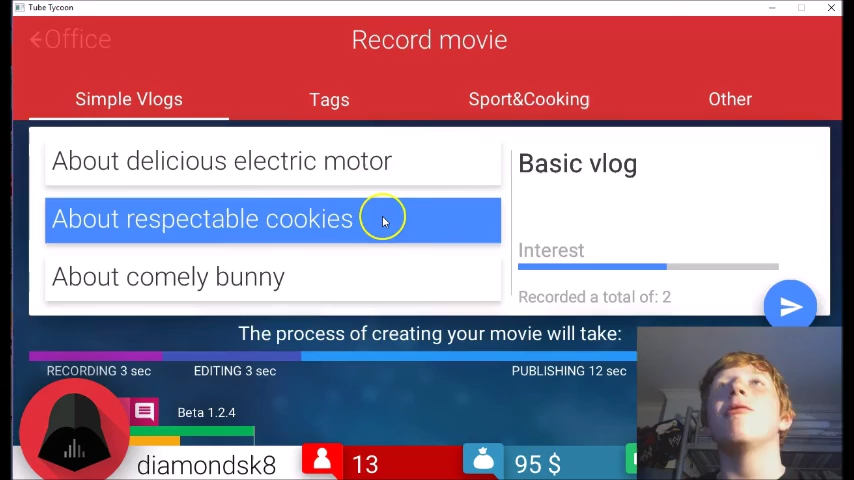 Tube Tycoon
Office
Record movie
Simple Vlogs
Tags
Sport&Cooking
Other
About delicious electric motor
About respectable cookies
About comely bunny
Basic vlog
Interest
Recorded a total of: 2
The process of creating your movie will take:
RECORDING 3 sec
EDITING 3 sec
PUBLISHING 12 sec
Beta 1.2.4
diamondsk8
13
95 $